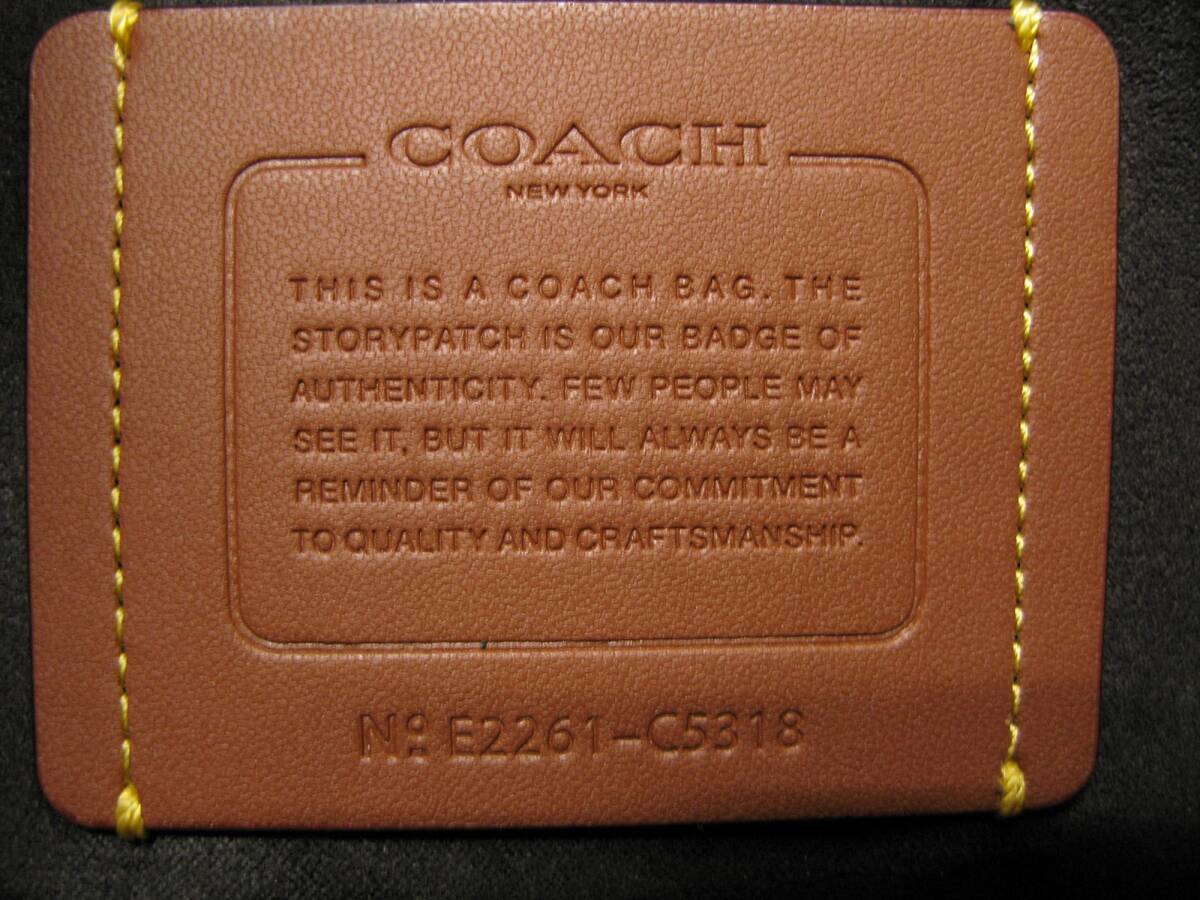 COACH
NEW YORK
THIS IS A COACH BAG. THE
STORYPATCH IS OUR BADGE OF
AUTHENTICITY. FEW PEOPLE MAY
SEE IT, BUT IT WILL ALWAYS BE A
REMINDER OF OUR COMMITMENT
TO QUALITY AND CRAFTSMANSHIP.
Nº E2261-C5318